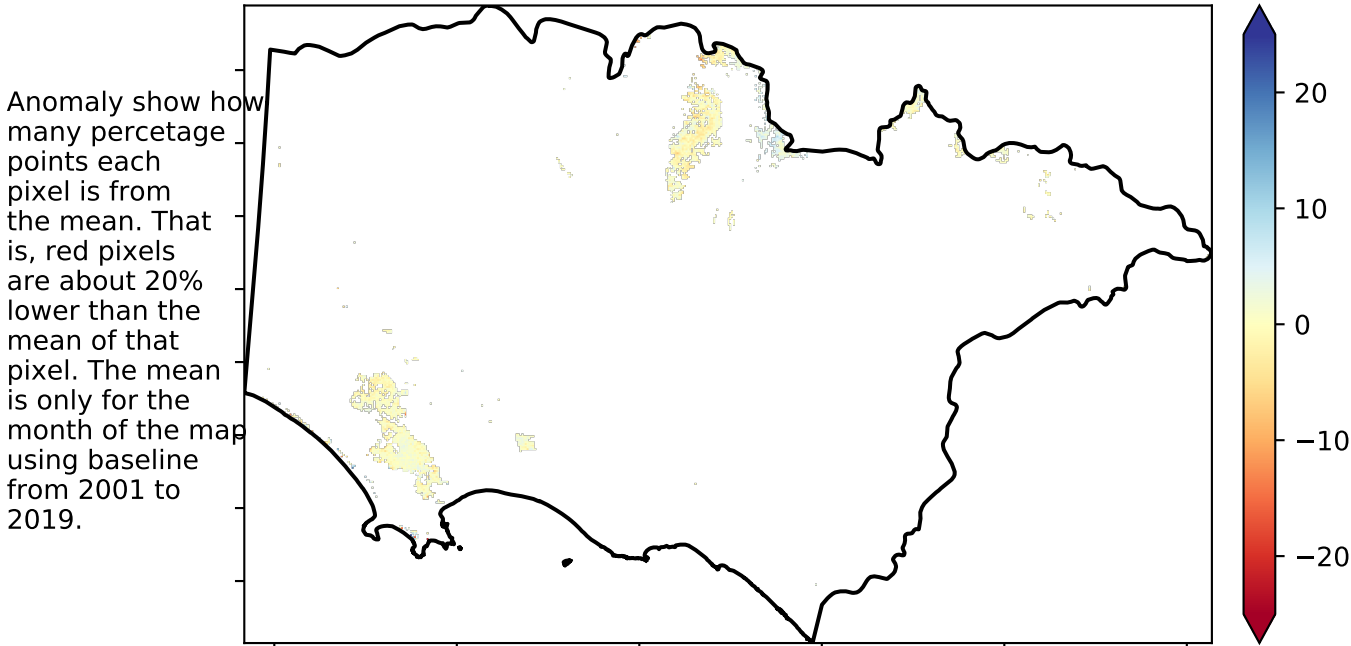 Anomaly show how
many percetage
points each
pixel is from
the mean. That
is, red pixels
are about 20%
lower than the
mean of that
pixel. The mean
is only for the
month of the map
using baseline
from 2001 to
2019.
20
10
0
−10
−20